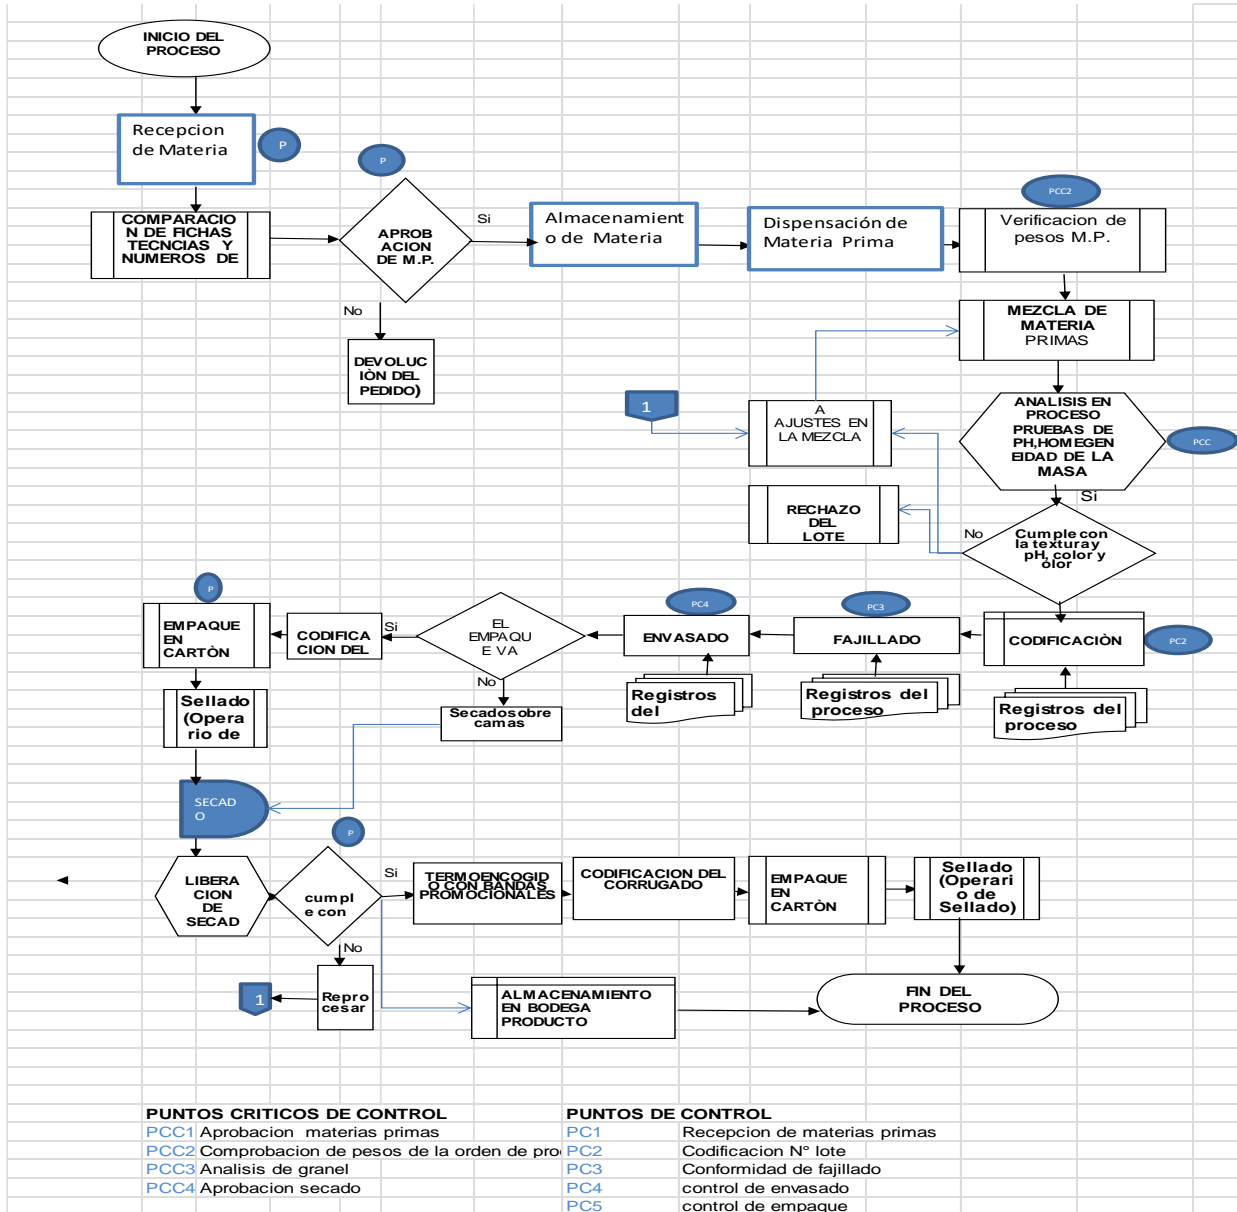 INICIO DEL
PROCESO
Recepcion
de Materia
P
P
COMPARACIO
N DE FICHAS
TECNCIAS Y
NUMEROS DE
APROB
ACION
DE M.P.
Si
No
DEVOLUC
IÒN DEL
PEDIDO)
Almacenamient
o de Materia
Dispensación de
Materia Prima
PCC2
Verificacion de
pesos M.P.
MEZCLA DE
MATERIA
PRIMAS
1
A
AJUSTES EN
LA MEZCLA
ANALISIS EN
PROCESO
PRUEBAS DE
PH,HOMEGEN
EIDAD DE LA
MASA
PCC
Si
RECHAZO
DEL
LOTE
No
Cumple con
la textura y
pH, color y
olor
P
EMPAQUE
EN
CARTÒN
CODIFICA
CION DEL
Si
EL
EMPAQU
E VA
No
PC4
ENVASADO
PC3
FAJILLADO
CODIFICACIÒN
PC2
Registros
del
Registros del
proceso
Registros del
proceso
Sellado
(Opera
rio de
Secado sobre
camas
SECAD
O
P
LIBERA
CION DE
SECAD
cumpl
e con
Si
No
TERMOENCOGID
O CON BANDAS
PROMOCIONALES
CODIFICACION DEL
CORRUGADO
EMPAQUE
EN
CARTÒN
Sellado
(Operari
o de
Sellado)
1
Repro
cesar
ALMACENAMIENTO
EN BODEGA
PRODUCTO
FIN DEL
PROCESO
PUNTOS CRITICOS DE CONTROL
PCC1 Aprobacion materias primas
PCC2 Comprobacion de pesos de la orden de pro
PCC3 Analisis de granel
PCC4 Aprobacion secado
PUNTOS DE CONTROL
PC1 Recepcion de materias primas
PC2 Codificacion N° lote
PC3 Conformidad de fajillado
PC4 control de envasado
PC5 control de empaque